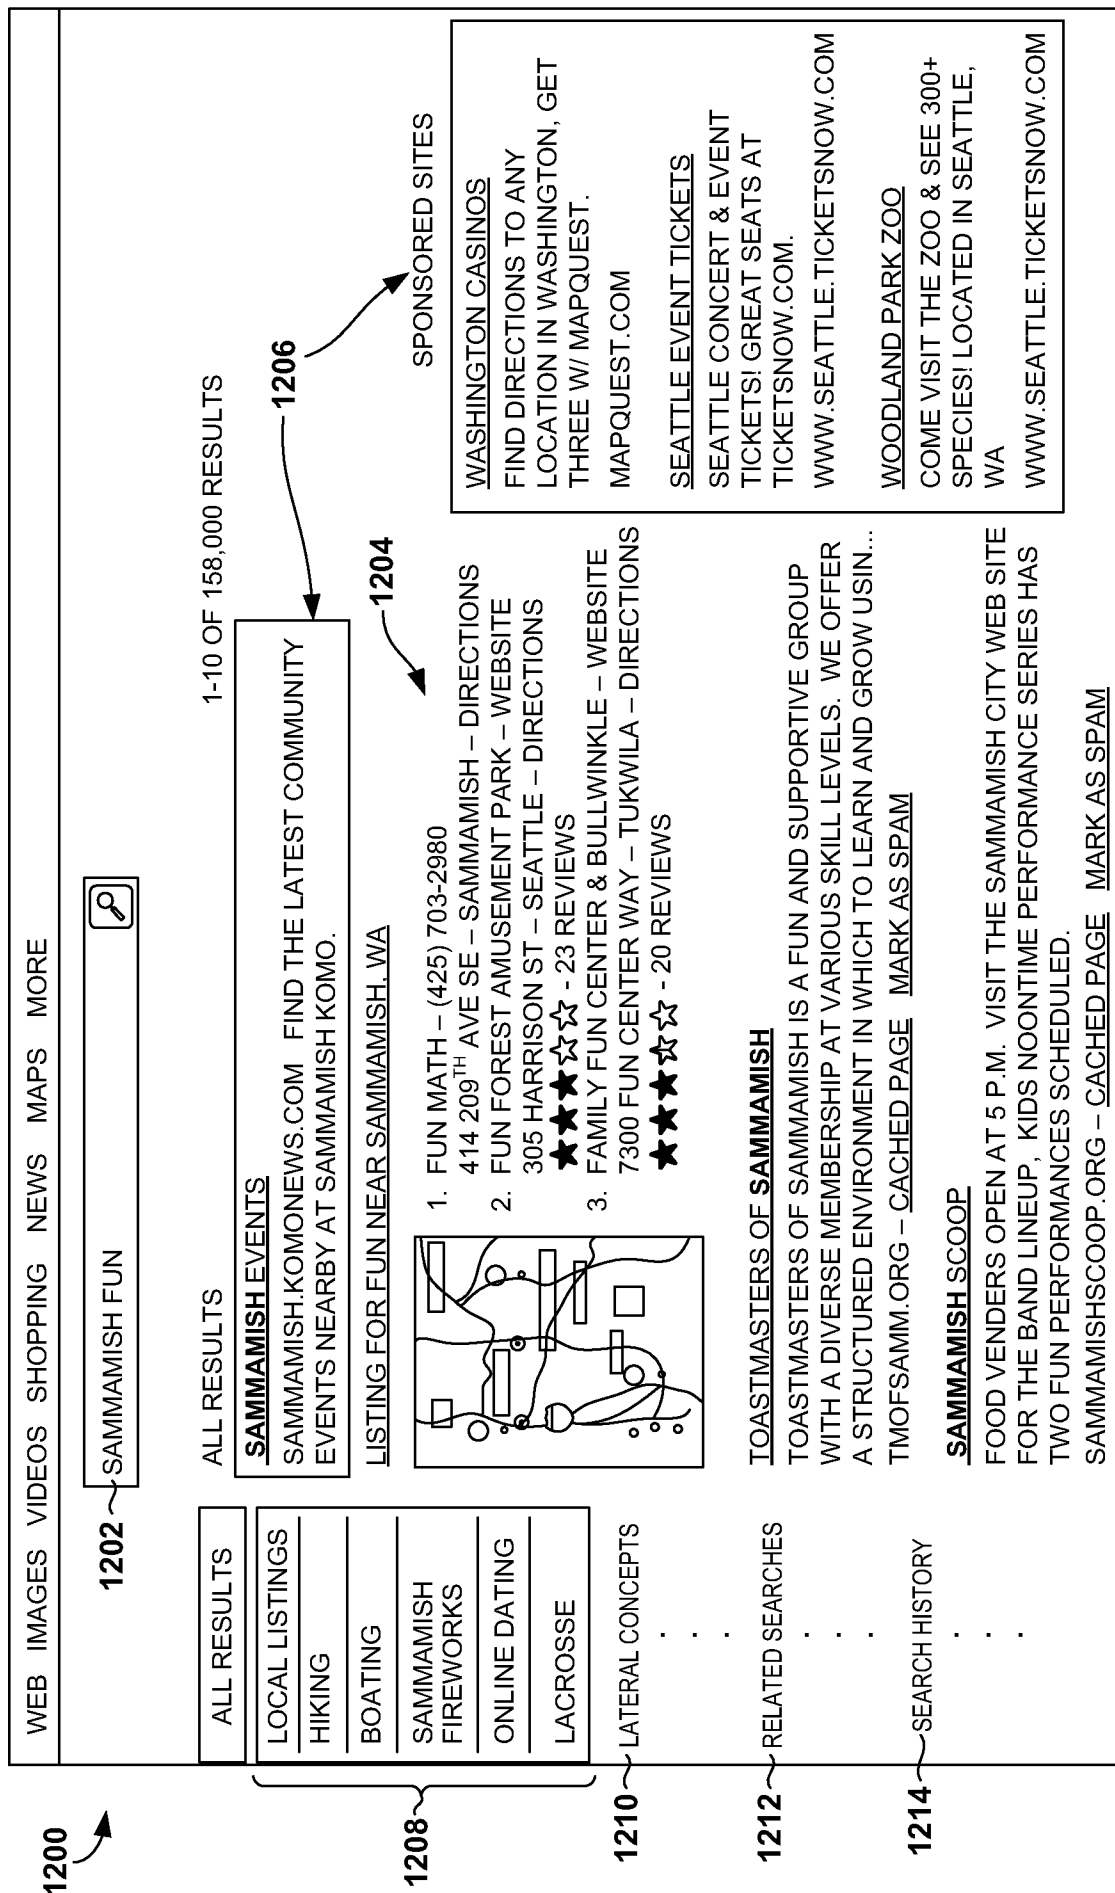 1200
WEB IMAGES VIDEOS SHOPPING NEWS MAPS MORE
1202
SAMMAMISH FUN
ALL RESULTS
1-10 OF 158,000 RESULTS
1206
ALL RESULTS
1208
LOCAL LISTINGS
HIKING
BOATING
SAMMAMISH
FIREWORKS
ONLINE DATING
LACROSSE
1210
LATERAL CONCEPTS
. . .
1212
RELATED SEARCHES
. . .
1214
SEARCH HISTORY
. . .
SAMMAMISH EVENTS
SAMMAMISH.KOMONEWS.COM FIND THE LATEST COMMUNITY
EVENTS NEARBY AT SAMMAMISH KOMO.
LISTING FOR FUN NEAR SAMMAMISH, WA
1204
1. FUN MATH – (425) 703-2980
414 209TH AVE SE – SAMMAMISH – DIRECTIONS
2. FUN FOREST AMUSEMENT PARK – WEBSITE
305 HARRISON ST – SEATTLE – DIRECTIONS
★★★☆☆ - 23 REVIEWS
3. FAMILY FUN CENTER & BULLWINKLE – WEBSITE
7300 FUN CENTER WAY – TUKWILA – DIRECTIONS
★★★☆☆ - 20 REVIEWS
TOASTMASTERS OF SAMMAMISH
TOASTMASTERS OF SAMMAMISH IS A FUN AND SUPPORTIVE GROUP
WITH A DIVERSE MEMBERSHIP AT VARIOUS SKILL LEVELS. WE OFFER
A STRUCTURED ENVIRONMENT IN WHICH TO LEARN AND GROW USIN...
TMOFSAMM.ORG – CACHED PAGE MARK AS SPAM
SAMMAMISH SCOOP
FOOD VENDERS OPEN AT 5 P.M. VISIT THE SAMMAMISH CITY WEB SITE
FOR THE BAND LINEUP, KIDS NOONTIME PERFORMANCE SERIES HAS
TWO FUN PERFORMANCES SCHEDULED.
SAMMAMISHSCOOP.ORG – CACHED PAGE MARK AS SPAM
SPONSORED SITES
WASHINGTON CASINOS
FIND DIRECTIONS TO ANY
LOCATION IN WASHINGTON, GET
THREE W/ MAPQUEST.
MAPQUEST.COM
SEATTLE EVENT TICKETS
SEATTLE CONCERT & EVENT
TICKETS! GREAT SEATS AT
TICKETSNOW.COM.
WWW.SEATTLE.TICKETSNOW.COM
WOODLAND PARK ZOO
COME VISIT THE ZOO & SEE 300+
SPECIES! LOCATED IN SEATTLE,
WA
WWW.SEATTLE.TICKETSNOW.COM